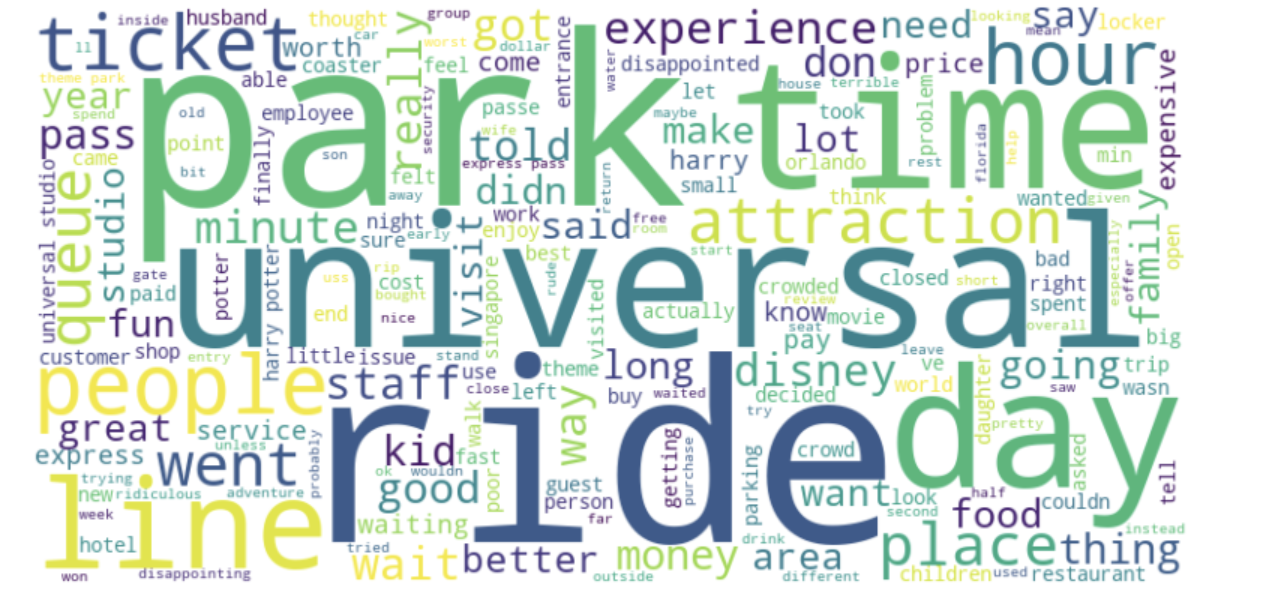 inside husband thought group got experience need looking say locker
ticket ll worth car worst dollar mean
coaster really feel come entrance water disappointed don price hour
theme park able house terrible
year spend old employee security passe let took problem expensive
park time
pass point finally son wife maybe make lot florida help min
told express pass harry orlando rest
came bit felt didn small
queue studio away return think wanted given
minute night work said free attraction
universal studio sure early enjoy room family open
visit best start bad especially offer
universal
gate potter harry potter uss rip cost singapore rude visited crowded closed short right
paid bought review spent
fun end nice actually know movie overall
seat pay big
customer shop entry little issue stand use theme long leave ve going trip
people staff close left disney world saw wasn
buy waited decided daughter
ride day
great walk way try pretty
express service unless kid fast getting purchase parking crowd asked
went probably ok wouldn poor
trying good guest want look tell
new ridiculous adventure person second half couldn
line week waiting far food
hotel tried drink place instead
wait better money area thing
won disappointing outside different children used restaurant